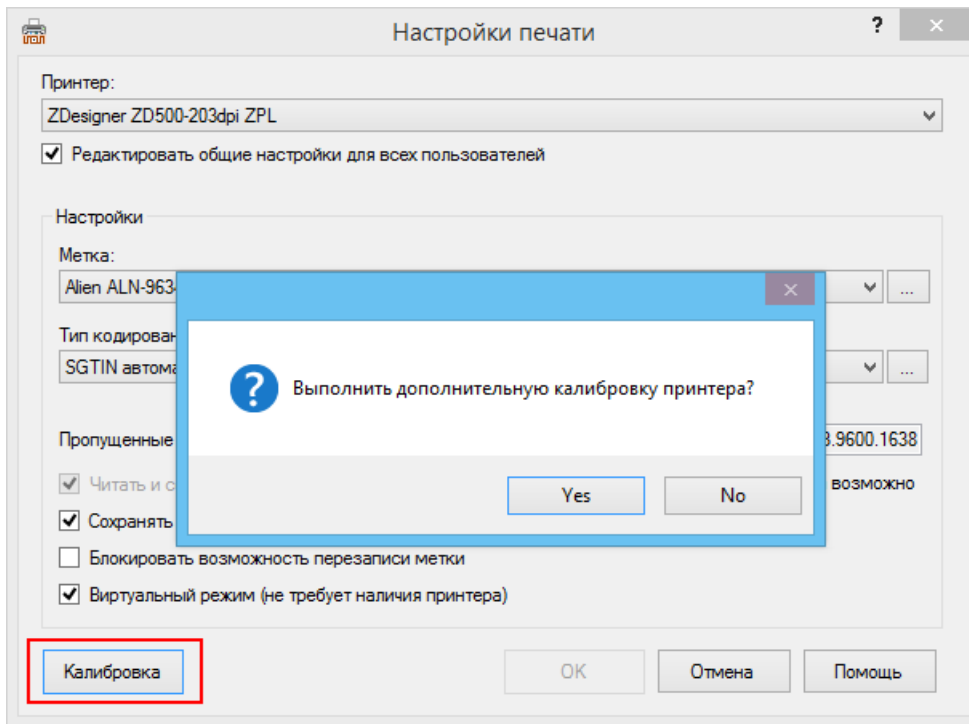 Настройки печати
?
Принтер:
ZDesigner ZD500-203dpi ZPL
Редактировать общие настройки для всех пользователей
Настройки
Метка:
Alien ALN-963
...
Тип кодирован
SGTIN автома
...
Выполнить дополнительную калибровку принтера?
Yes No
Пропущенные 3.9600.1638
Читать и с возможно
Сохранять
Блокировать возможность перезаписи метки
Виртуальный режим (не требует наличия принтера)
Калибровка OK Отмена Помощь